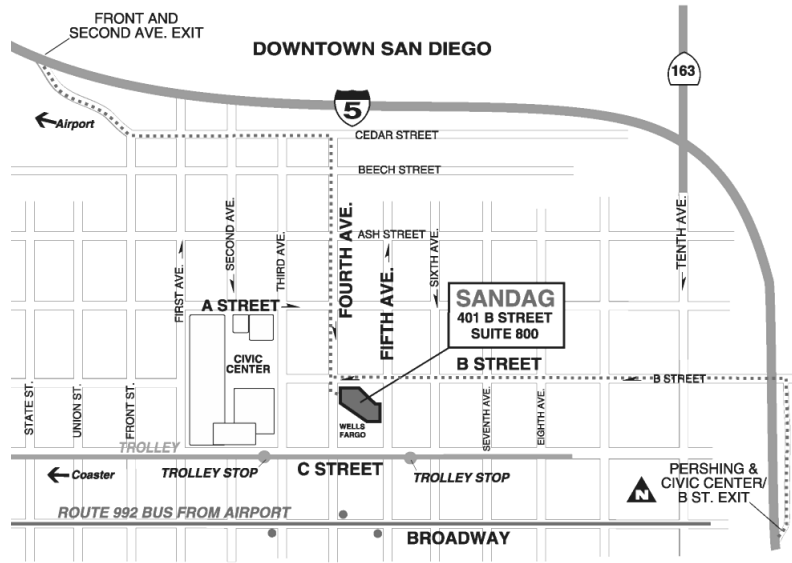 FRONT AND
SECOND AVE. EXIT
DOWNTOWN SAN DIEGO
163
5
Airport
CEDAR STREET
BEECH STREET
ASH STREET
FIRST AVE.
SECOND AVE.
THIRD AVE.
FOURTH AVE.
FIFTH AVE.
SIXTH AVE.
TENTH AVE.
A STREET
SANDAG
401 B STREET
SUITE 800
CIVIC
CENTER
B STREET
B STREET
STATE ST.
UNION ST.
FRONT ST.
WELLS
FARGO
SEVENTH AVE.
EIGHTH AVE.
TROLLEY
Coaster
TROLLEY STOP
C STREET
TROLLEY STOP
PERSHING &
CIVIC CENTER/
B ST. EXIT
N
ROUTE 992 BUS FROM AIRPORT
BROADWAY